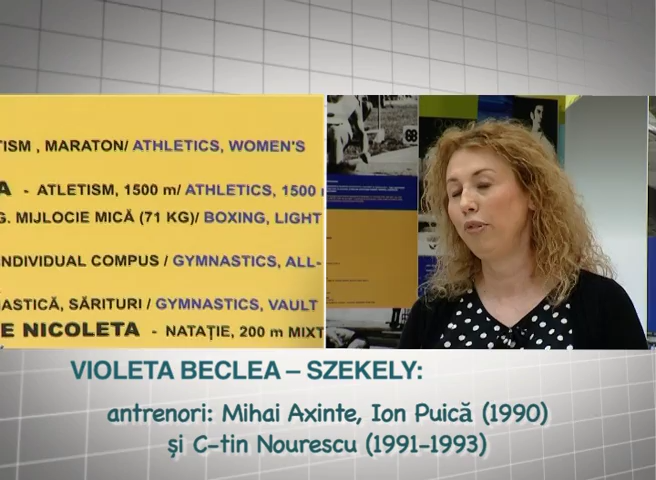 TISM , MARATON/ ATHLETICS, WOMEN'S
A - ATLETISM, 1500 m/ ATHLETICS, 1500
G. MIJLOCIE MICĂ (71 KG)/ BOXING, LIGHT
INDIVIDUAL COMPUS / GYMNASTICS, ALL-
NASTICĂ, SĂRITURI / GYMNASTICS, VAULT
E NICOLETA - NATAȚIE, 200 m MIXT
68
VIOLETA BECLEA – SZEKELY:
antrenori: Mihai Axinte, Ion Puică (1990)
și C-tin Nourescu (1991-1993)